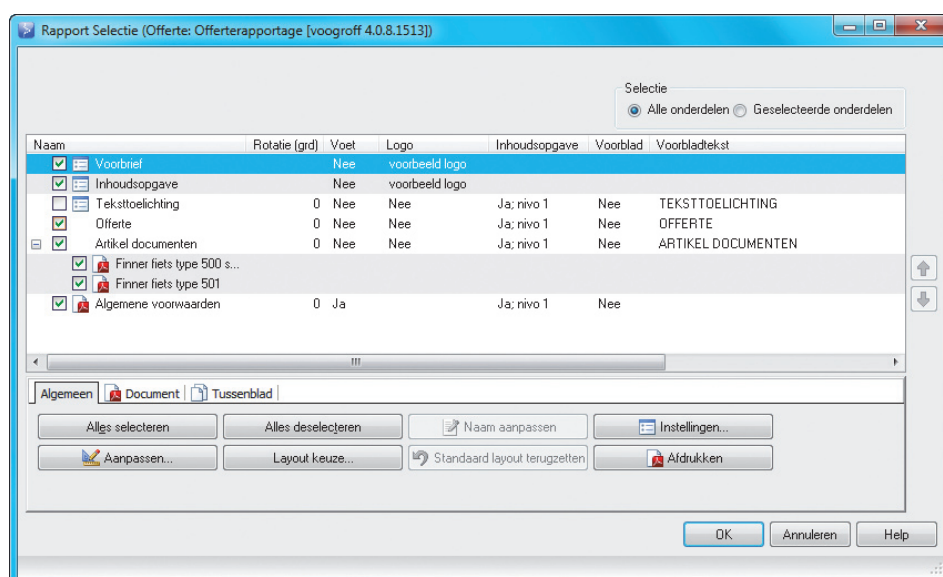 Rapport Selectie (Offerte: Offerterapportage [voogroff 4.0.8.1513])
Selectie
Alle onderdelen Geselecteerde onderdelen
Naam Rotatie (grd) Voet Logo Inhoudsopgave Voorblad Voorbladtekst
Voorbrief Nee voorbeeld logo
Inhoudsopgave Nee voorbeeld logo
Teksttoelichting 0 Nee Nee Ja; nivo 1 Nee TEKSTTOELICHTING
Offerte 0 Nee Nee Ja; nivo 1 Nee OFFERTE
Artikel documenten 0 Nee Nee Ja; nivo 1 Nee ARTIKEL DOCUMENTEN
Finner fiets type 500 s...
Finner fiets type 501
Algemene voorwaarden 0 Ja Ja; nivo 1 Nee
Algemeen Document Tussenblad
Alles selecteren Alles deselecteren Naam aanpassen Instellingen...
Aanpassen... Layout keuze... Standaard layout terugzetten Afdrukken
OK Annuleren Help